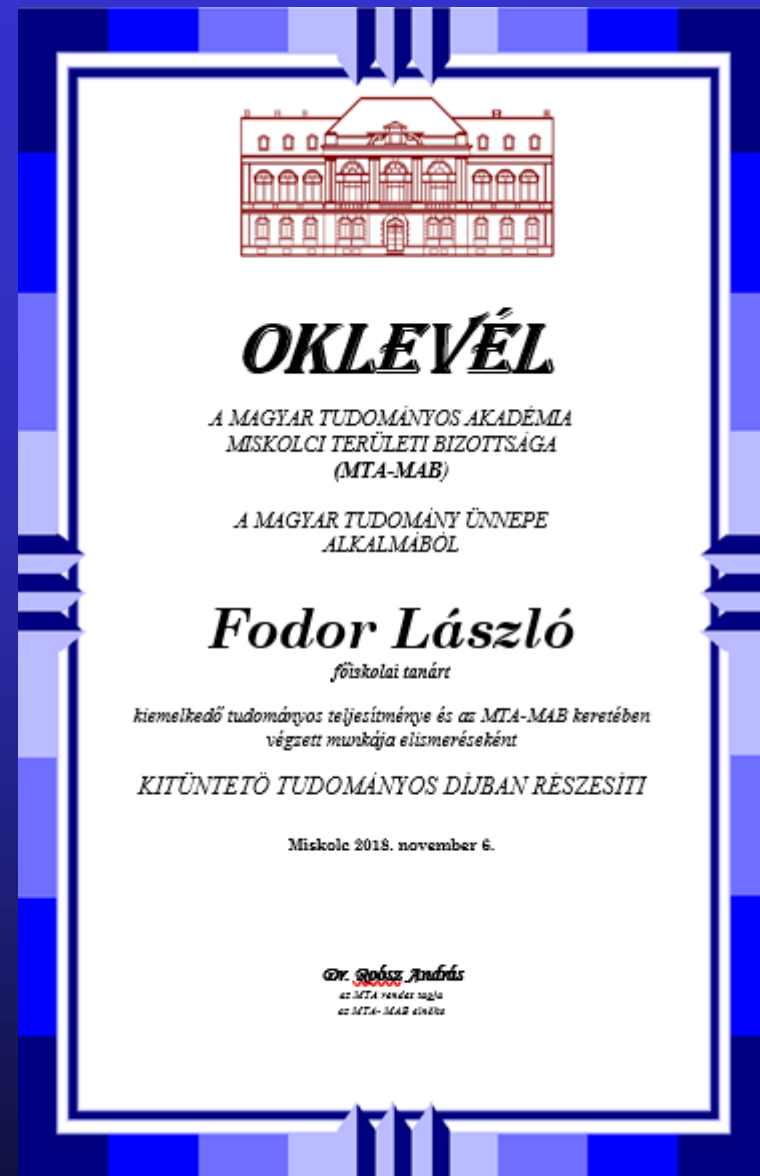 OKLEVÉL
A MAGYAR TUDOMÁNYOS AKADÉMIA
MISKOLCI TERÜLETI BIZOTTSÁGA
(MTA-MAB)
A MAGYAR TUDOMÁNY ÜNNEPE
ALKALMÁBÓL
Fodor László
főiskolai tanárt
kiemelkedő tudományos teljesítménye és az MTA-MAB keretében
végzett munkája elismeréseként
KITÜNTETŐ TUDOMÁNYOS DÍJBAN RÉSZESÍTI
Miskolc 2018. november 6.
Dr. Roósz András
az MTA rendes tagja
az MTA- MAB elnöke